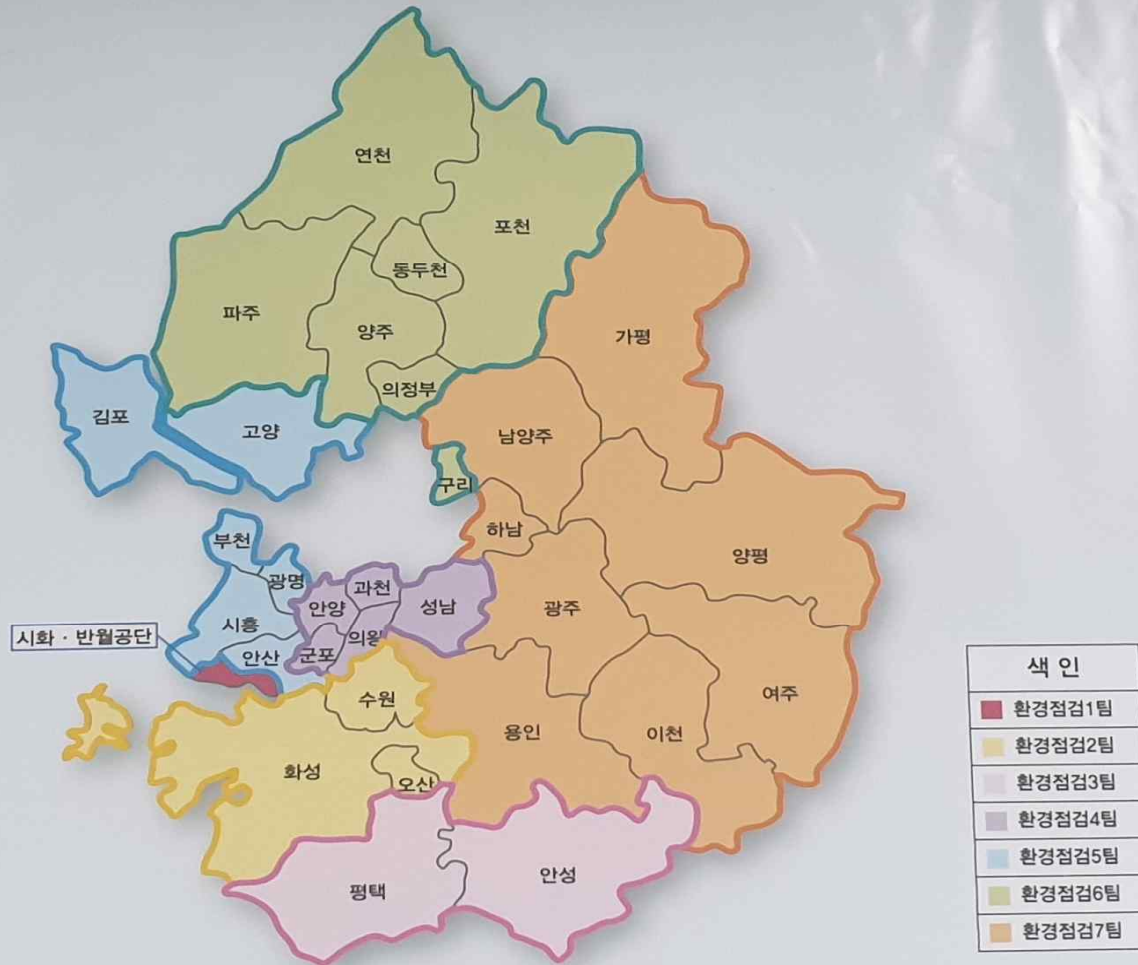 연천
포천
동두천
파주
양주
가평
의정부
김포
고양
남양주
구리
하남
부천
양평
광명
과천
안양
성남
광주
시흥
의왕
시화 · 반월공단
군포
안산
수원
여주
용인
이천
화성
오산
안성
평택
색 인
환경점검1팀
환경점검2팀
환경점검3팀
환경점검4팀
환경점검5팀
환경점검6팀
환경점검7팀